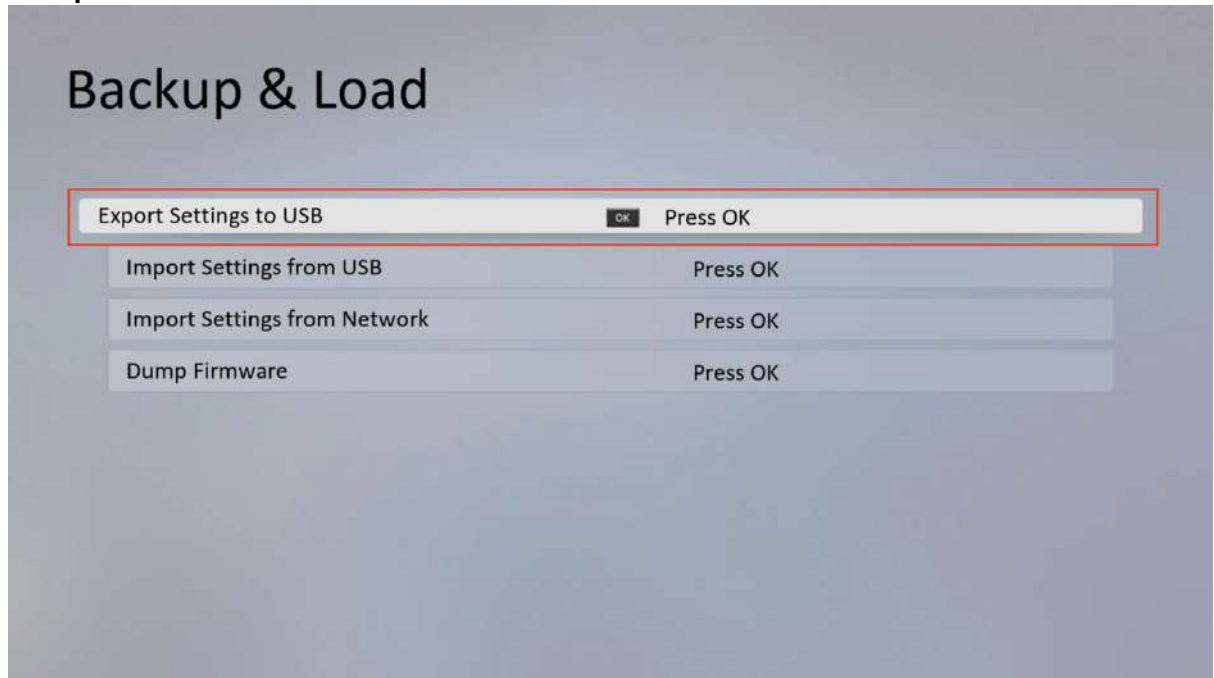 Backup & Load
Export Settings to USB OK Press OK
Import Settings from USB Press OK
Import Settings from Network Press OK
Dump Firmware Press OK